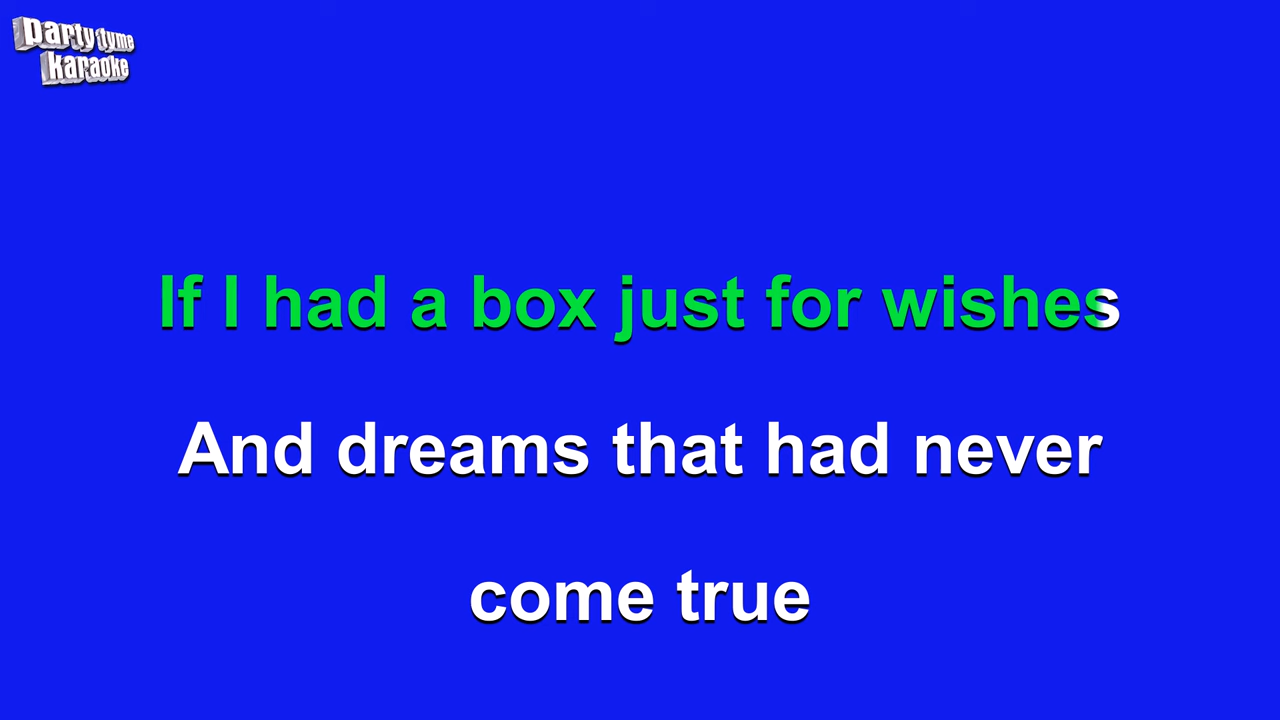 party tyme
karaoke
If I had a box just for wishes
And dreams that had never
come true